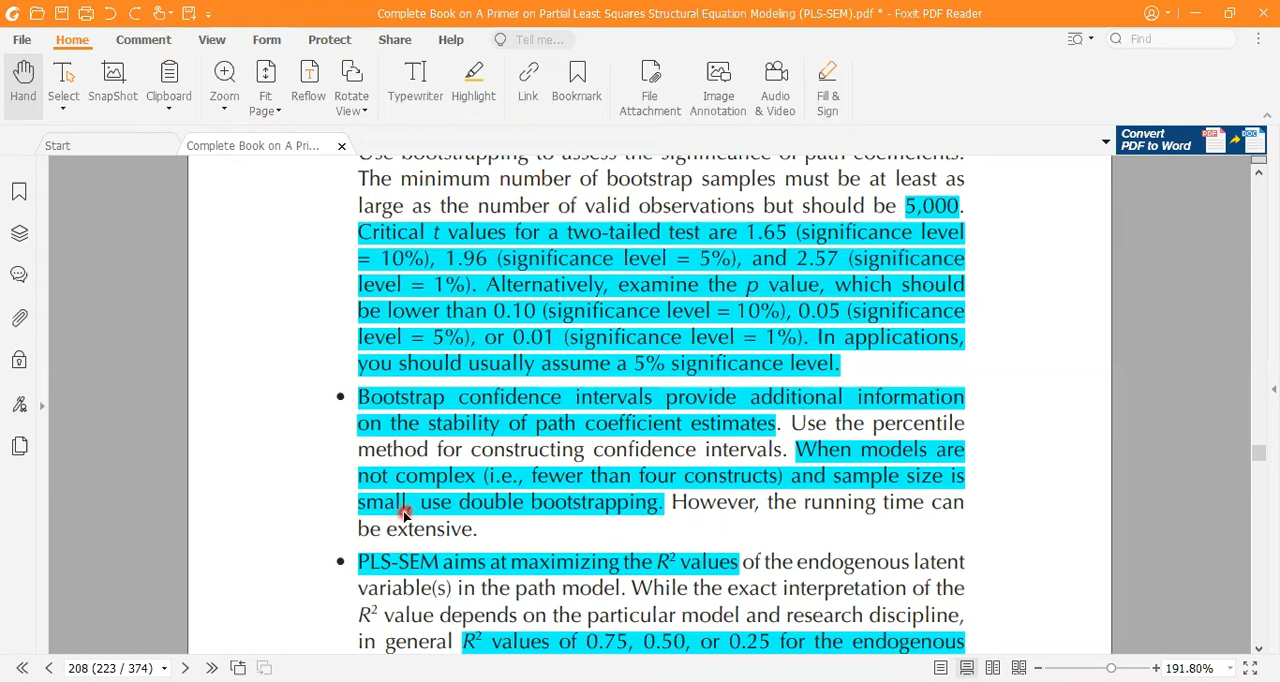 Complete Book on A Primer on Partial Least Squares Structural Equation Modeling (PLS-SEM).pdf * - Foxit PDF Reader
File Home Comment View Form Protect Share Help Tell me... Find
Hand Select SnapShot Clipboard Zoom Fit Page Reflow Rotate View Typewriter Highlight Link Bookmark File Attachment Image Annotation Audio & Video Fill & Sign
Start Complete Book on A Pri... Convert PDF to Word PDF DOC
Use bootstrapping to assess the significance of path coefficients.
The minimum number of bootstrap samples must be at least as
large as the number of valid observations but should be 5,000.
Critical t values for a two-tailed test are 1.65 (significance level
= 10%), 1.96 (significance level = 5%), and 2.57 (significance
level = 1%). Alternatively, examine the p value, which should
be lower than 0.10 (significance level = 10%), 0.05 (significance
level = 5%), or 0.01 (significance level = 1%). In applications,
you should usually assume a 5% significance level.
• Bootstrap confidence intervals provide additional information
on the stability of path coefficient estimates. Use the percentile
method for constructing confidence intervals. When models are
not complex (i.e., fewer than four constructs) and sample size is
small, use double bootstrapping. However, the running time can
be extensive.
• PLS-SEM aims at maximizing the R² values of the endogenous latent
variable(s) in the path model. While the exact interpretation of the
R² value depends on the particular model and research discipline,
in general R² values of 0.75, 0.50, or 0.25 for the endogenous
208 (223 / 374) 191.80%